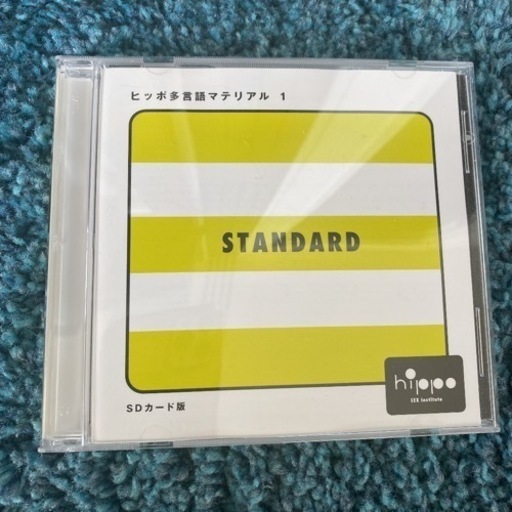 ヒッポ多言語マテリアル 1
STANDARD
hippo
LEX Institute
SDカード版